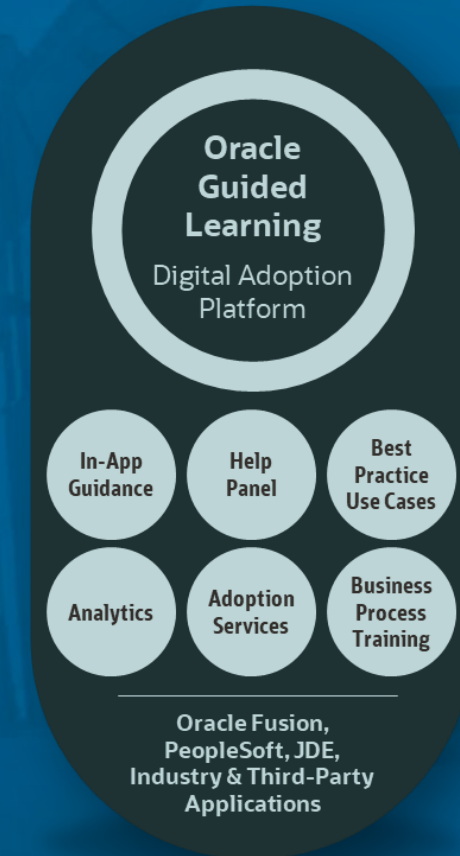 Oracle
Guided
Learning
Digital Adoption
Platform
In-App
Guidance
Help
Panel
Best
Practice
Use Cases
Analytics
Adoption
Services
Business
Process
Training
Oracle Fusion,
PeopleSoft, JDE,
Industry & Third-Party
Applications